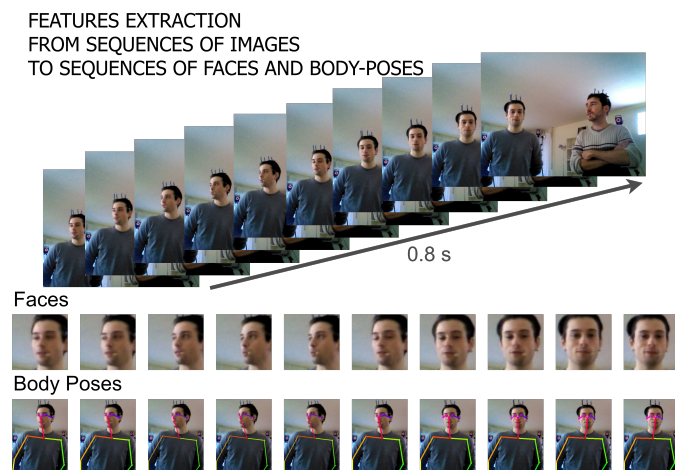 FEATURES EXTRACTION
FROM SEQUENCES OF IMAGES
TO SEQUENCES OF FACES AND BODY-POSES
0.8 s
Faces
Body Poses